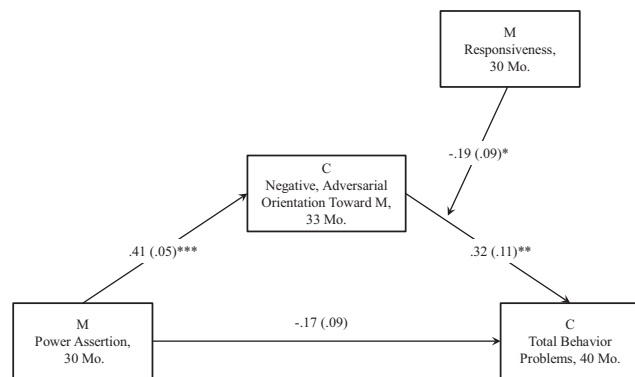 M
Responsiveness,
30 Mo.
-.19 (.09)*
C
Negative, Adversarial
Orientation Toward M,
33 Mo.
.41 (.05)***
.32 (.11)**
-.17 (.09)
M
Power Assertion,
30 Mo.
C
Total Behavior
Problems, 40 Mo.